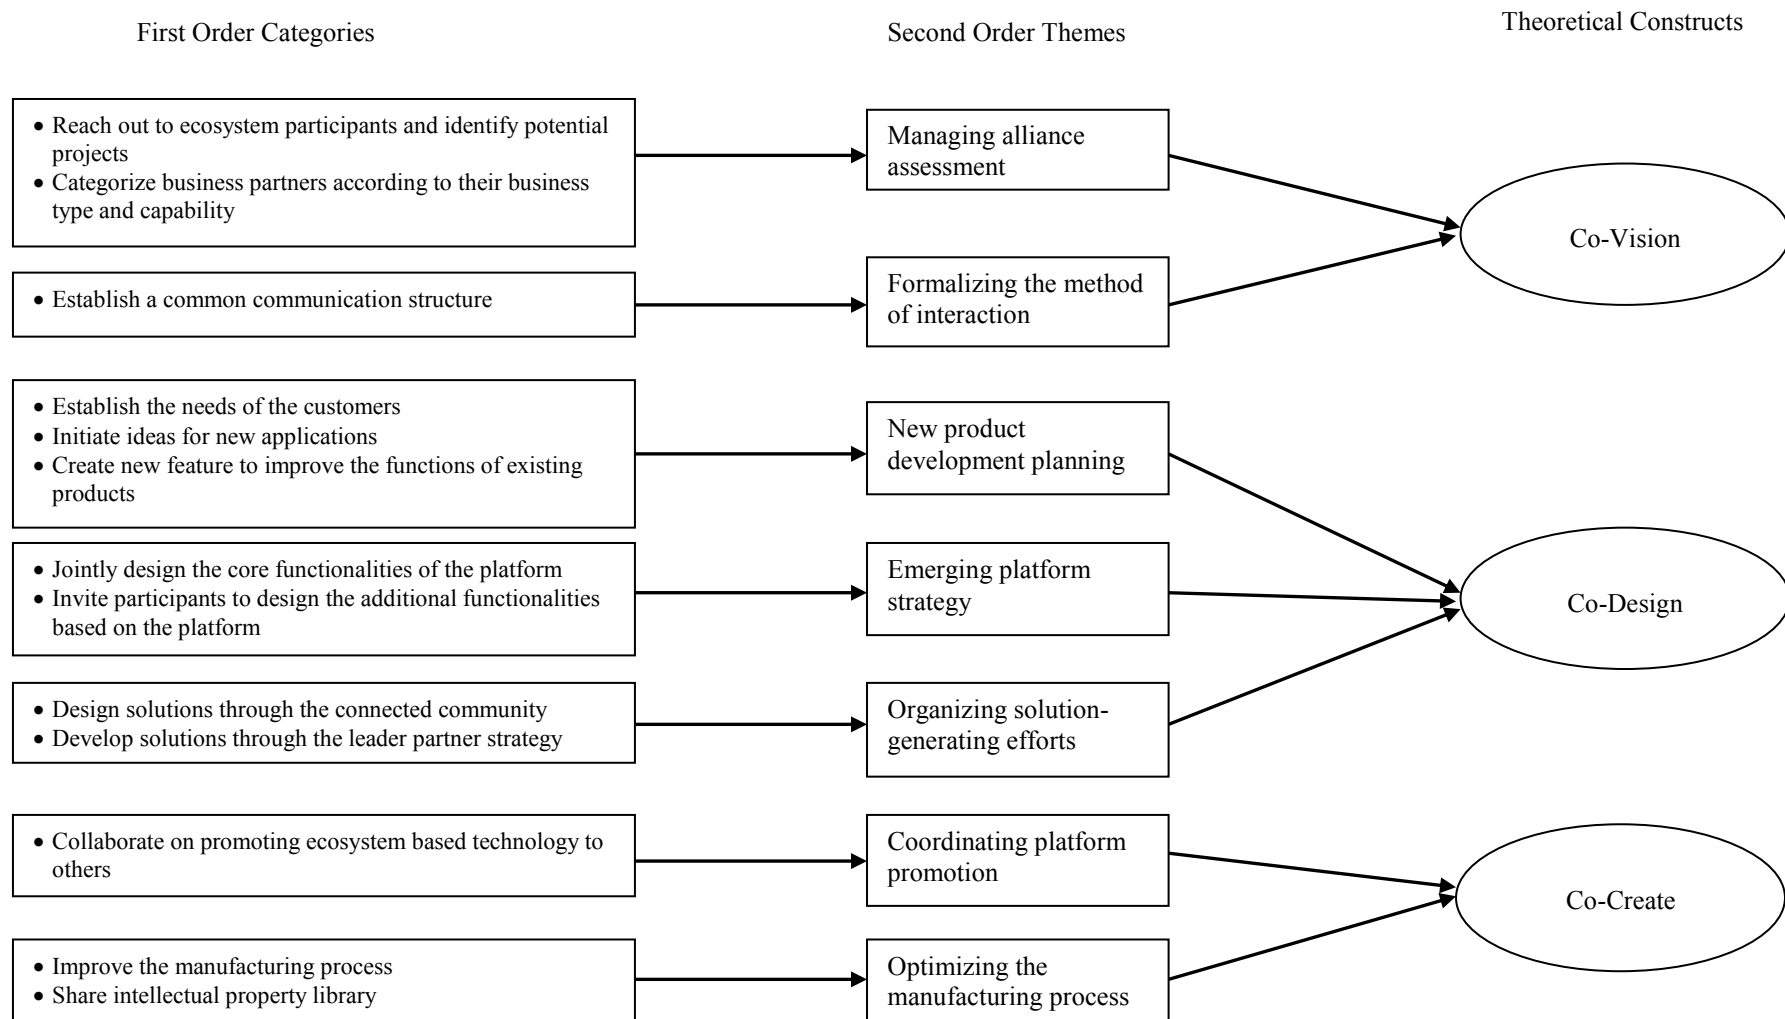 First Order Categories
Second Order Themes
Theoretical Constructs
• Reach out to ecosystem participants and identify potential
projects
• Categorize business partners according to their business
type and capability
Managing alliance
assessment
Co-Vision
• Establish a common communication structure
Formalizing the method
of interaction
• Establish the needs of the customers
• Initiate ideas for new applications
• Create new feature to improve the functions of existing
products
New product
development planning
• Jointly design the core functionalities of the platform
• Invite participants to design the additional functionalities
based on the platform
Emerging platform
strategy
Co-Design
• Design solutions through the connected community
• Develop solutions through the leader partner strategy
Organizing solution-
generating efforts
• Collaborate on promoting ecosystem based technology to
others
Coordinating platform
promotion
Co-Create
• Improve the manufacturing process
• Share intellectual property library
Optimizing the
manufacturing process